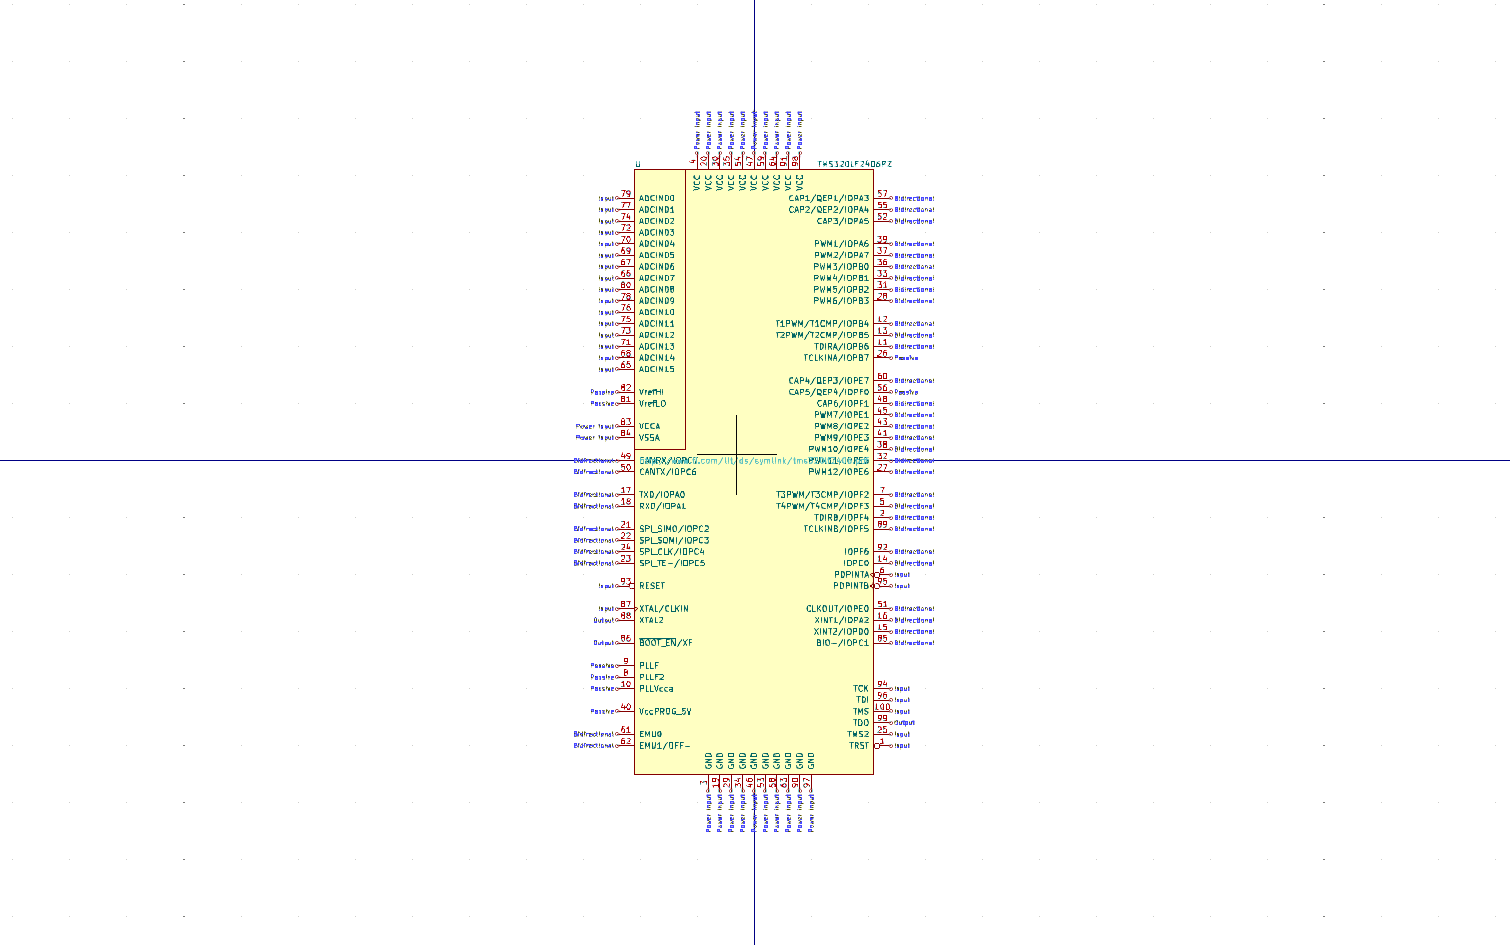 Power Input Power Input Power Input Power Input Power Input Power Input Power Input Power Input Power Input Power Input
4 20 30 35 54 47 59 64 91 98
U TMS320LF2406PZ
VCC VCC VCC VCC VCC VCC VCC VCC VCC VCC
Input 79 ADCIN00 CAP1/QEP1/IOPA3 57 Bidirectional
Input 77 ADCIN01 CAP2/QEP2/IOPA4 55 Bidirectional
Input 74 ADCIN02 CAP3/IOPA5 52 Bidirectional
Input 72 ADCIN03
Input 70 ADCIN04 PWM1/IOPA6 39 Bidirectional
Input 69 ADCIN05 PWM2/IOPA7 37 Bidirectional
Input 67 ADCIN06 PWM3/IOPB0 36 Bidirectional
Input 66 ADCIN07 PWM4/IOPB1 33 Bidirectional
Input 80 ADCIN08 PWM5/IOPB2 31 Bidirectional
Input 78 ADCIN09 PWM6/IOPB3 28 Bidirectional
Input 76 ADCIN10
Input 75 ADCIN11 T1PWM/T1CMP/IOPB4 12 Bidirectional
Input 73 ADCIN12 T2PWM/T2CMP/IOPB5 13 Bidirectional
Input 71 ADCIN13 TDIRA/IOPB6 11 Bidirectional
Input 68 ADCIN14 TCLKINA/IOPB7 26 Passive
Input 65 ADCIN15
CAP4/QEP3/IOPE7 60 Bidirectional
Passive 82 VrefHI CAP5/QEP4/IOPF0 56 Passive
Passive 81 VrefLO CAP6/IOPF1 48 Bidirectional
PWM7/IOPE1 45 Bidirectional
Power Input 83 VCCA PWM8/IOPE2 43 Bidirectional
Power Input 84 VSSA PWM9/IOPE3 41 Bidirectional
PWM10/IOPE4 38 Bidirectional
Bidirectional 49 CANRX/IOPC7 .com/lit/ds/symlink/tms 32 Bidirectional
Bidirectional 50 CANTX/IOPC6 PWM12/IOPE6 27 Bidirectional
Bidirectional 17 TXD/IOPA0 T3PWM/T3CMP/IOPF2 7 Bidirectional
Bidirectional 18 RXD/IOPA1 T4PWM/T4CMP/IOPF3 5 Bidirectional
TDIRB/IOPF4 2 Bidirectional
Bidirectional 21 SPI_SIMO/IOPC2 TCLKINB/IOPF5 89 Bidirectional
Bidirectional 22 SPI_SOMI/IOPC3
Bidirectional 24 SPI_CLK/IOPC4 IOPF6 92 Bidirectional
Bidirectional 23 SPI_TE-/IOPC5 IOPC0 14 Bidirectional
PDPINTA 6 Input
Input 93 RESET PDPINTB 95 Input
Input 87 XTAL/CLKIN CLKOUT/IOPE0 51 Bidirectional
Output 88 XTAL2 XINT1/IOPA2 16 Bidirectional
XINT2/IOPD0 15 Bidirectional
Output 86 BOOT_EN/XF BIO-/IOPC1 85 Bidirectional
Passive 9 PLLF
Passive 8 PLLF2
Passive 10 PLLVcca TCK 94 Input
TDI 96 Input
Passive 40 VccPROG_5V TMS 100 Input
TDO 99 Output
Bidirectional 61 EMU0 TMS2 25 Input
Bidirectional 62 EMU1/OFF- TRST 1 Input
GND GND GND GND GND GND GND GND GND GND
3 19 29 34 46 53 58 63 90 97
Power Input Power Input Power Input Power Input Power Input Power Input Power Input Power Input Power Input Power Input